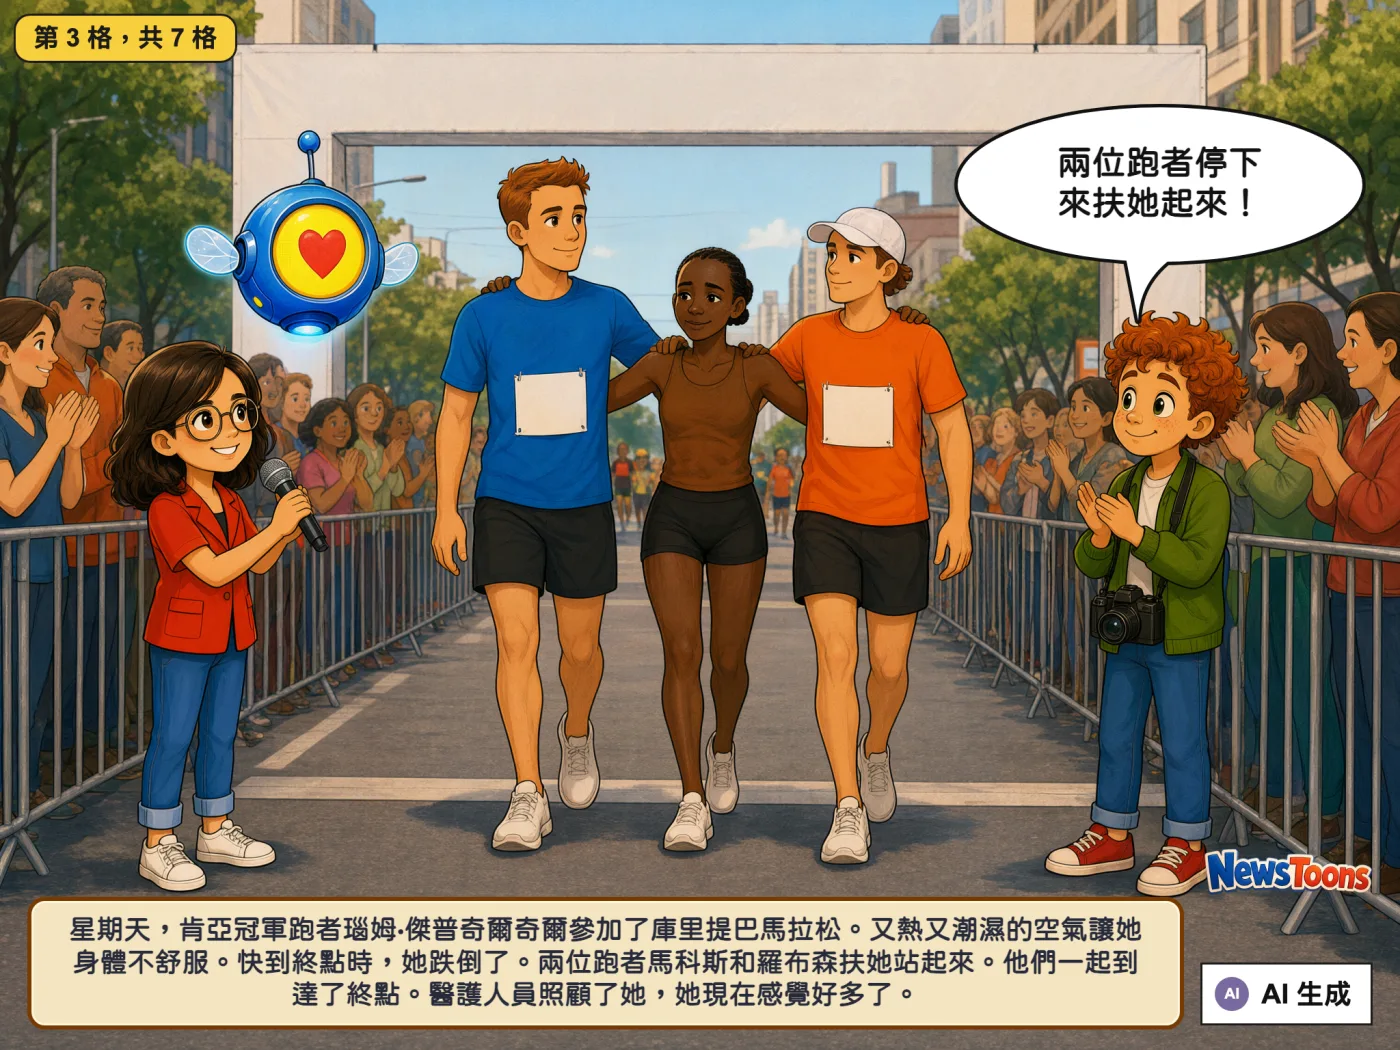 第 3 格，共 7 格
兩位跑者停下
來扶她起來！
NEWSTOONS
星期天，肯亞冠軍跑者瑙姆·傑普奇爾奇爾參加了庫里提巴馬拉松。又熱又潮濕的空氣讓她
身體不舒服。快到終點時，她跌倒了。兩位跑者馬科斯和羅布森扶她站起來。他們一起到
達了終點。醫護人員照顧了她，她現在感覺好多了。
AI AI 生成